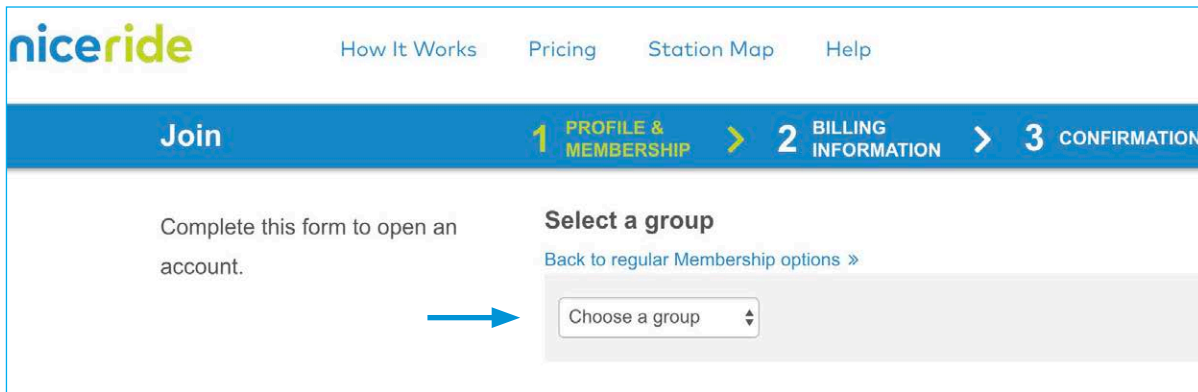 niceride How It Works Pricing Station Map Help
Join 1 PROFILE & MEMBERSHIP 2 BILLING INFORMATION 3 CONFIRMATION
Complete this form to open an account.
Select a group
Back to regular Membership options »
Choose a group